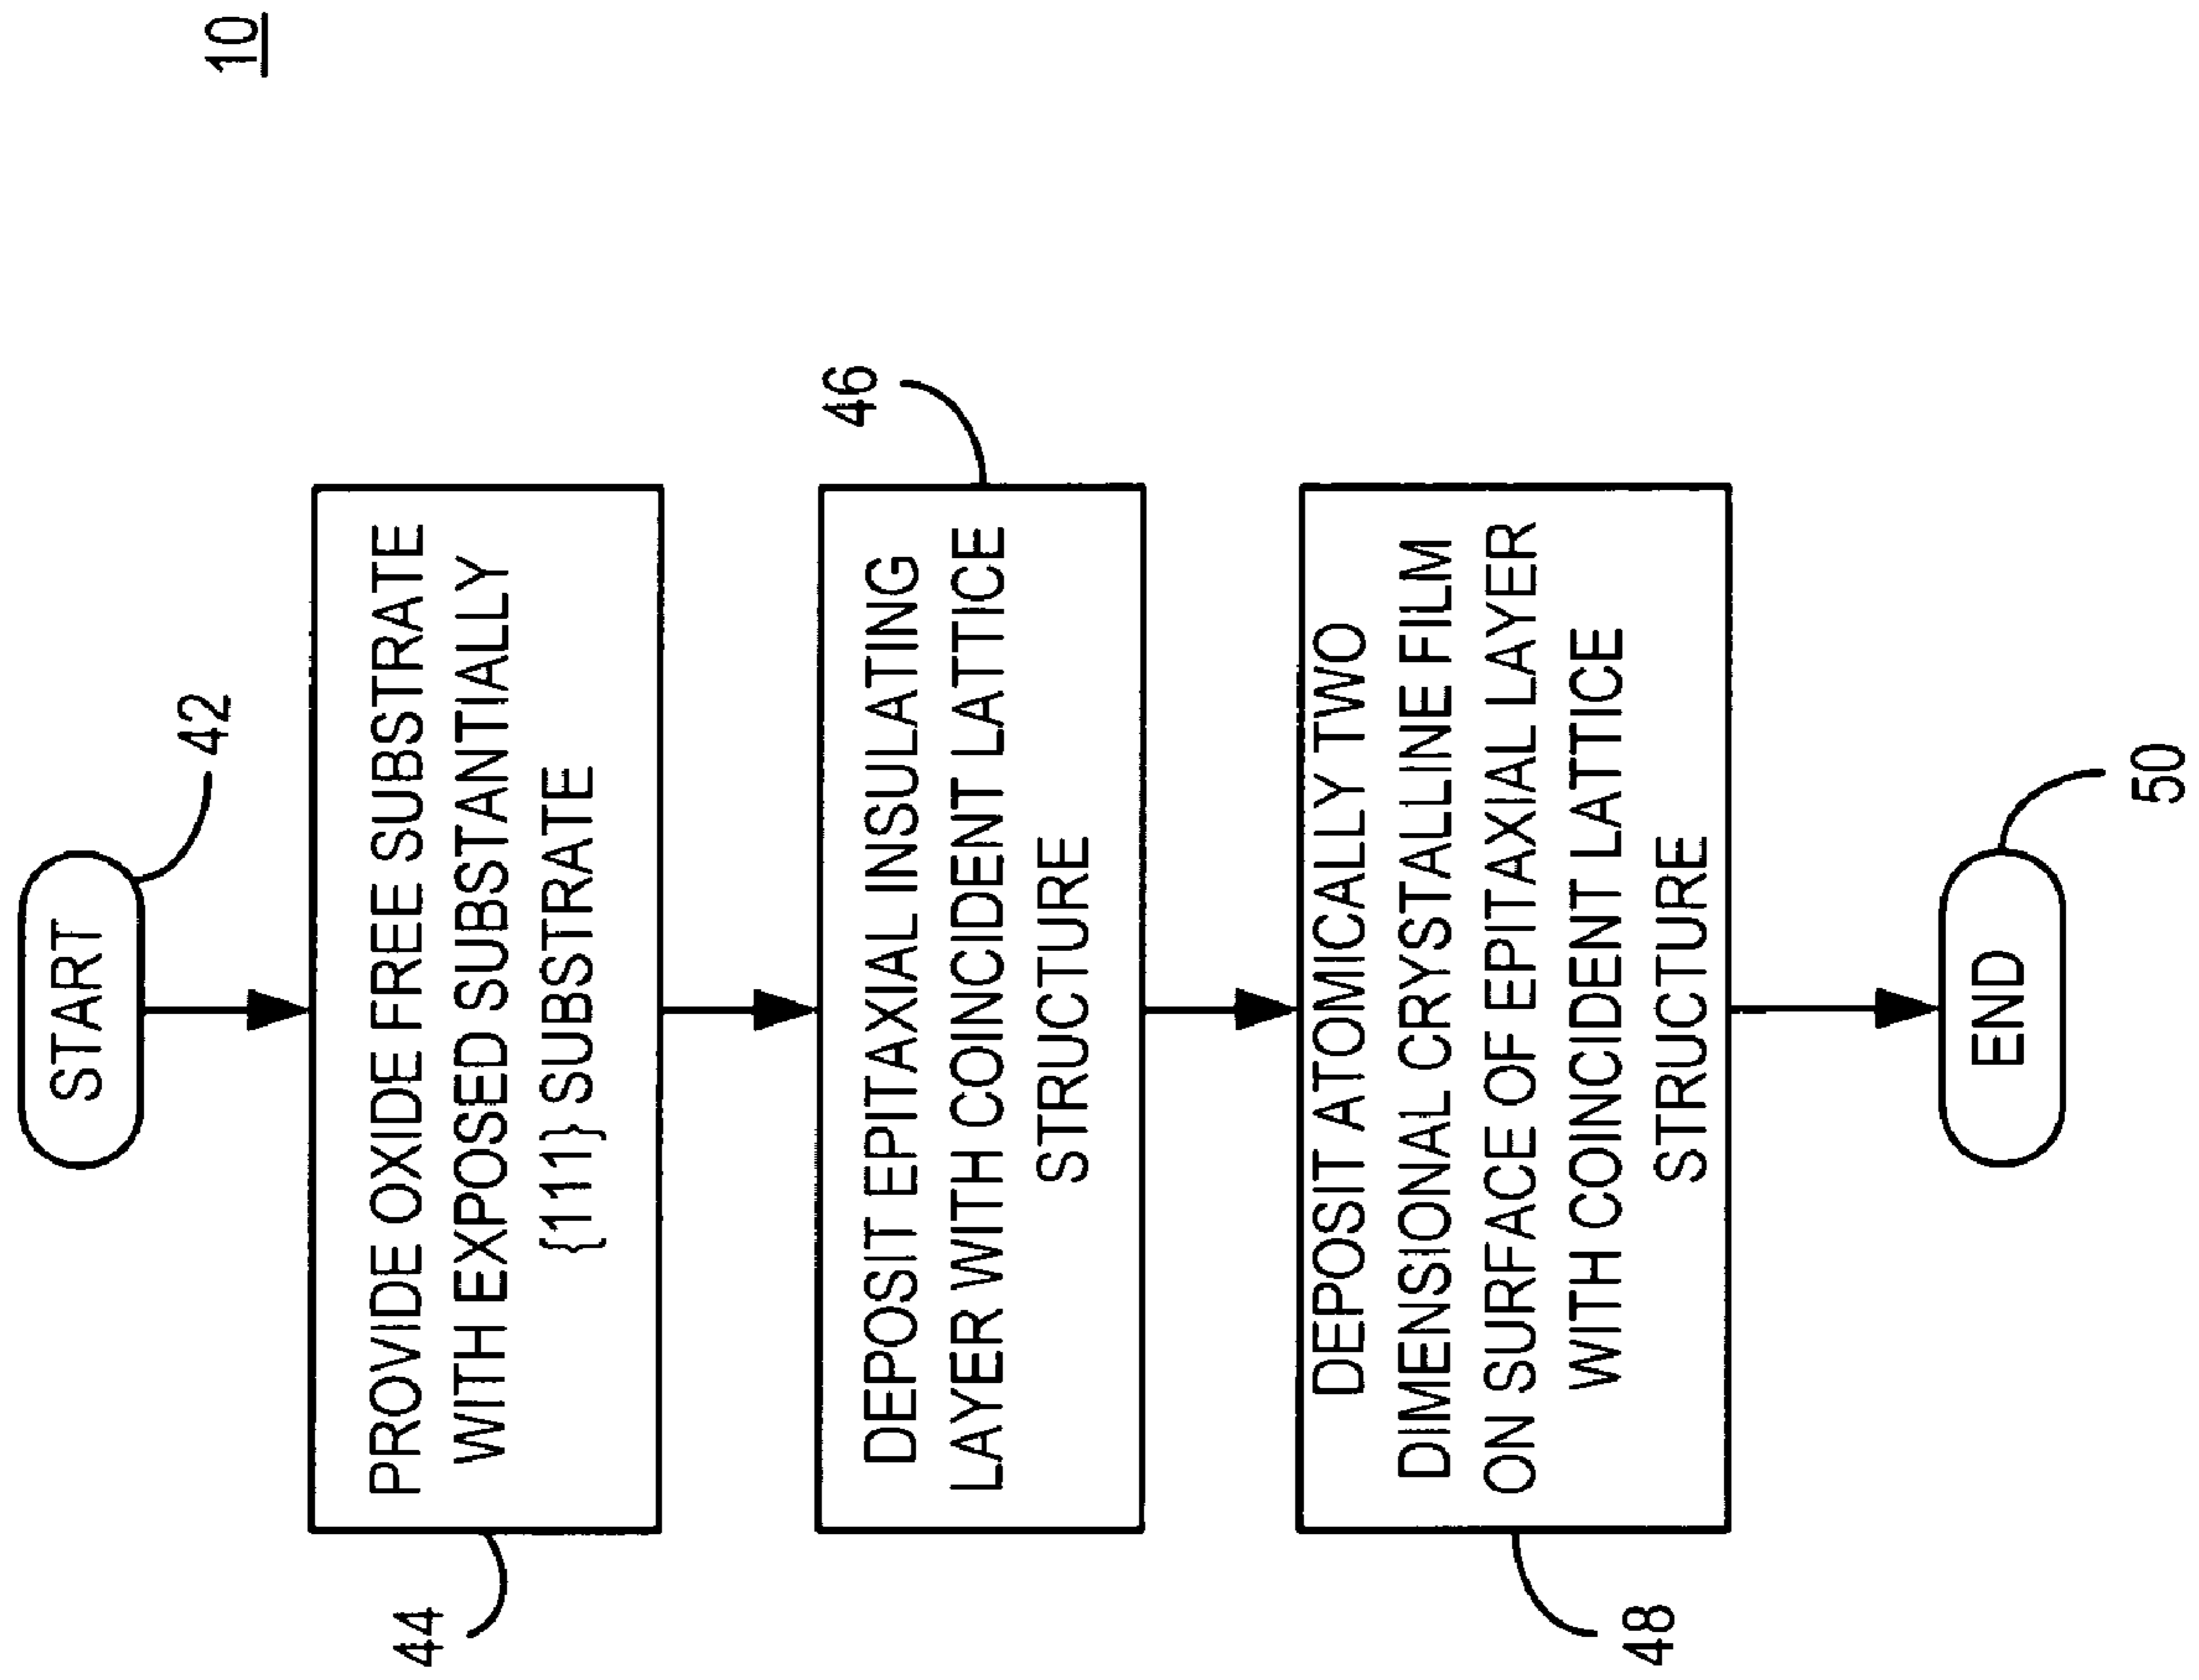 10
START
42
PROVIDE OXIDE FREE SUBSTRATE
WITH EXPOSED SUBSTANTIALLY
{111} SUBSTRATE
44
DEPOSIT EPITAXIAL INSULATING
LAYER WITH COINCIDENT LATTICE
STRUCTURE
46
DEPOSIT ATOMICALLY TWO
DIMENSIONAL CRYSTALLINE FILM
ON SURFACE OF EPITAXIAL LAYER
WITH COINCIDENT LATTICE
STRUCTURE
48
END
50